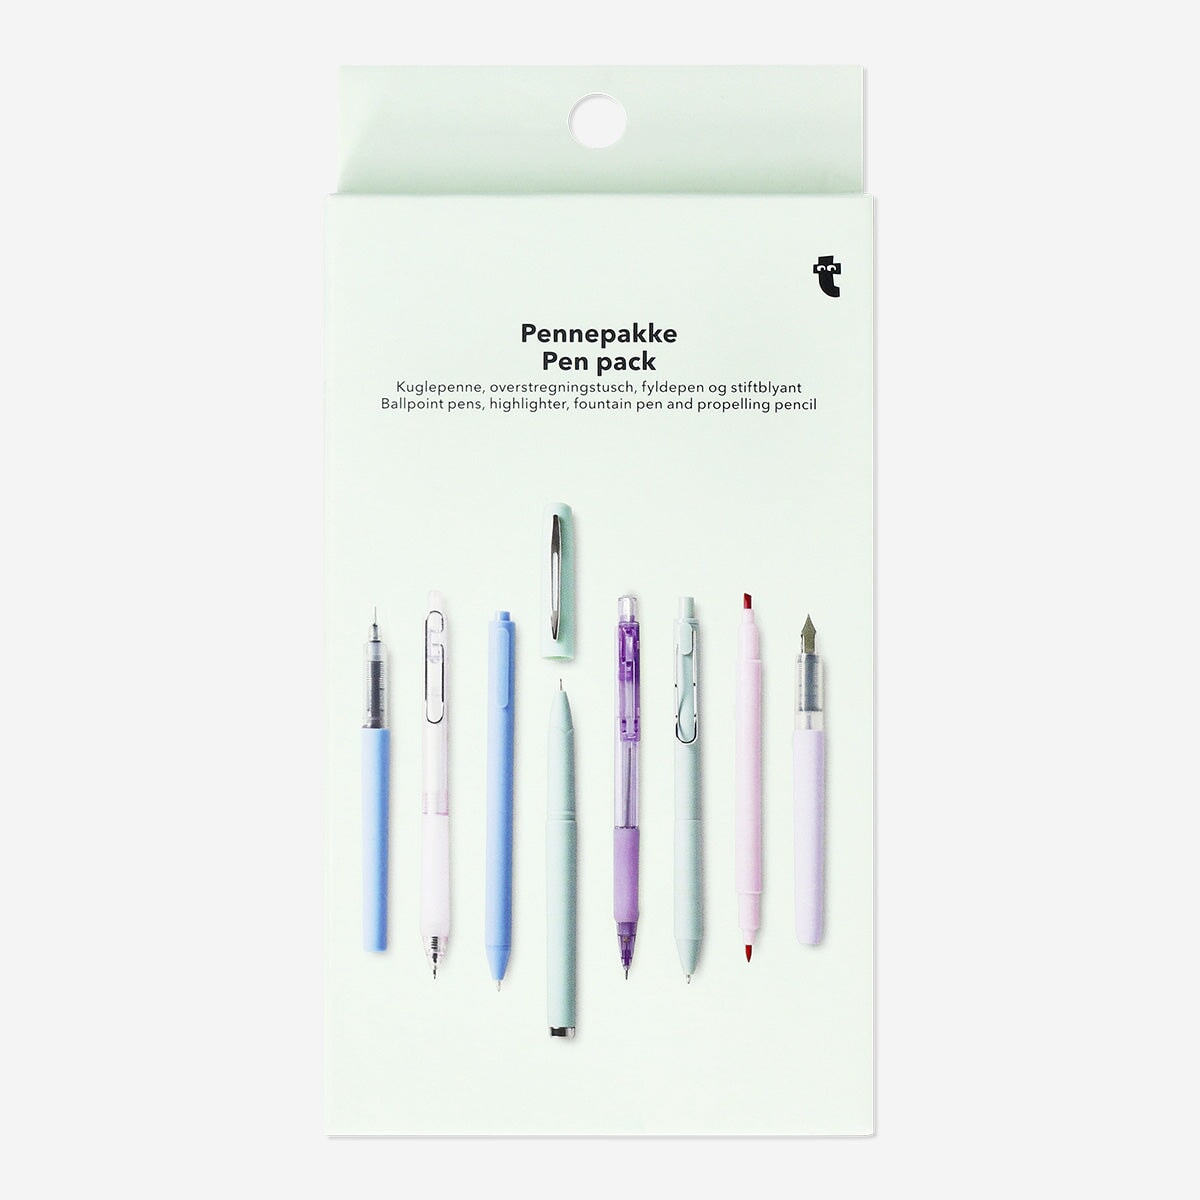 t
Pennepakke
Pen pack
Kuglepenne, overstregningstusch, fyldepen og stiftblyant
Ballpoint pens, highlighter, fountain pen and propelling pencil